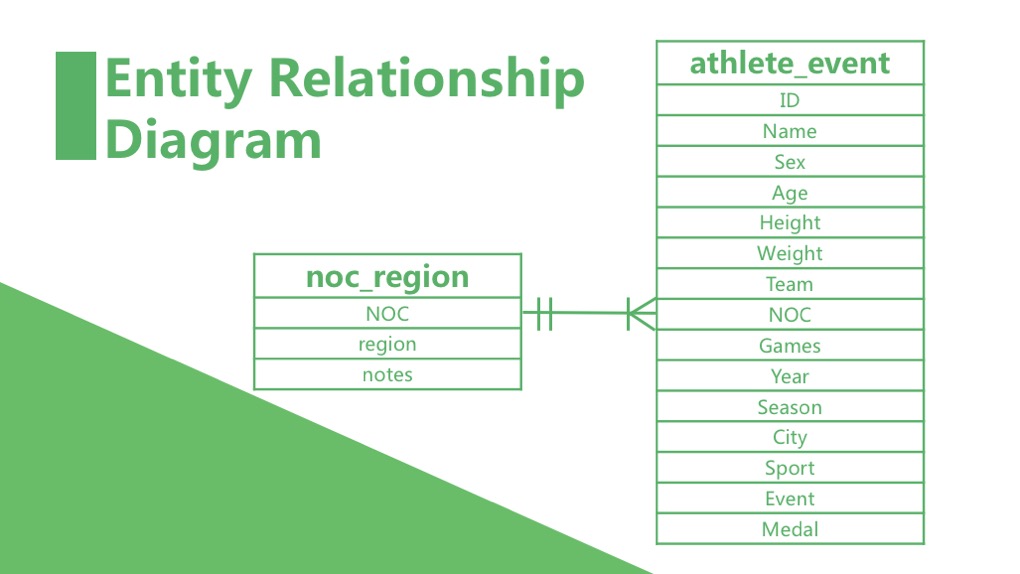 Entity Relationship
Diagram
noc_region
NOC
region
notes
athlete_event
ID
Name
Sex
Age
Height
Weight
Team
NOC
Games
Year
Season
City
Sport
Event
Medal